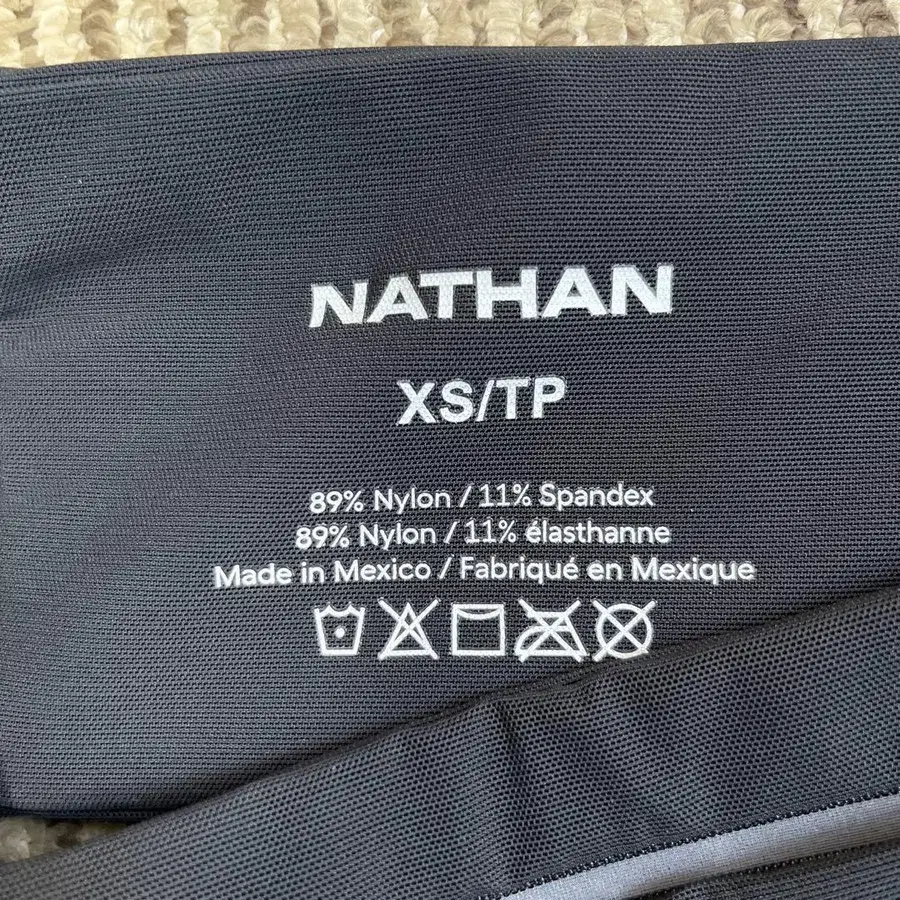 NATHAN
XS/TP
89% Nylon / 11% Spandex
89% Nylon / 11% élasthanne
Made in Mexico / Fabriqué en Mexique